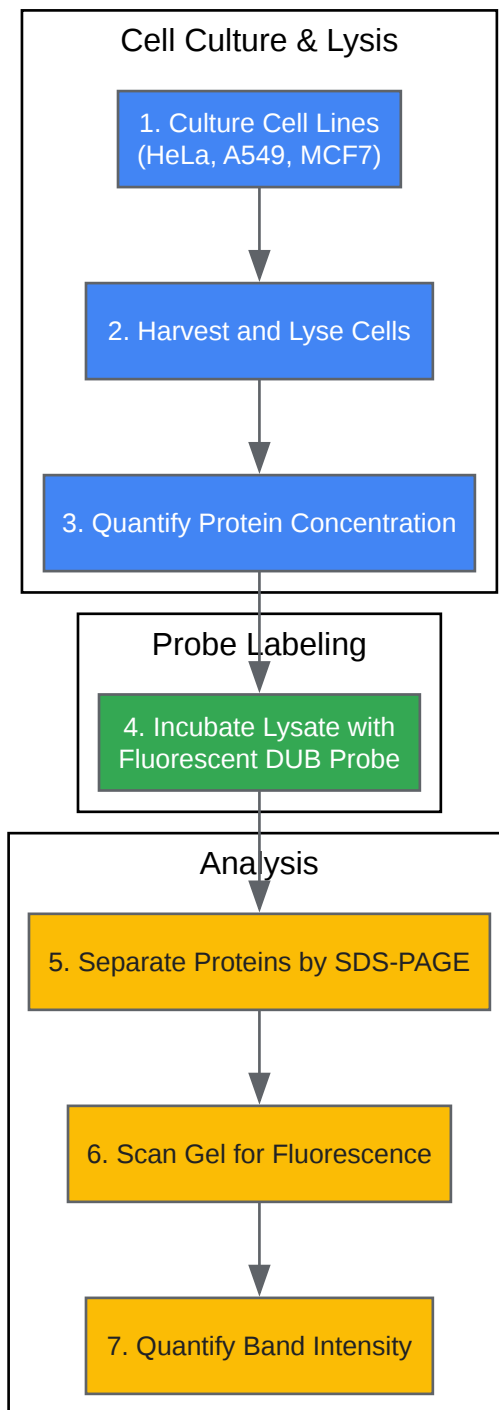 Cell Culture & Lysis
1. Culture Cell Lines
(HeLa, A549, MCF7)
2. Harvest and Lyse Cells
3. Quantify Protein Concentration
Probe Labeling
4. Incubate Lysate with
Fluorescent DUB Probe
Analysis
5. Separate Proteins by SDS-PAGE
6. Scan Gel for Fluorescence
7. Quantify Band Intensity